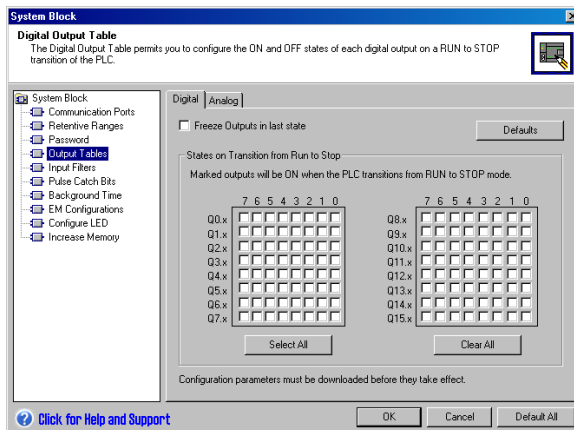 System Block
Digital Output Table
The Digital Output Table permits you to configure the ON and OFF states of each digital output on a RUN to STOP
transition of the PLC.
System Block
Communication Ports
Retentive Ranges
Password
Output Tables
Input Filters
Pulse Catch Bits
Background Time
EM Configurations
Configure LED
Increase Memory
Digital Analog
Freeze Outputs in last state
Defaults
States on Transition from Run to Stop
Marked outputs will be ON when the PLC transitions from RUN to STOP mode.
7 6 5 4 3 2 1 0 7 6 5 4 3 2 1 0
Q0.x Q8.x
Q1.x Q9.x
Q2.x Q10.x
Q3.x Q11.x
Q4.x Q12.x
Q5.x Q13.x
Q6.x Q14.x
Q7.x Q15.x
Select All Clear All
Configuration parameters must be downloaded before they take effect.
? Click for Help and Support
OK Cancel Default All